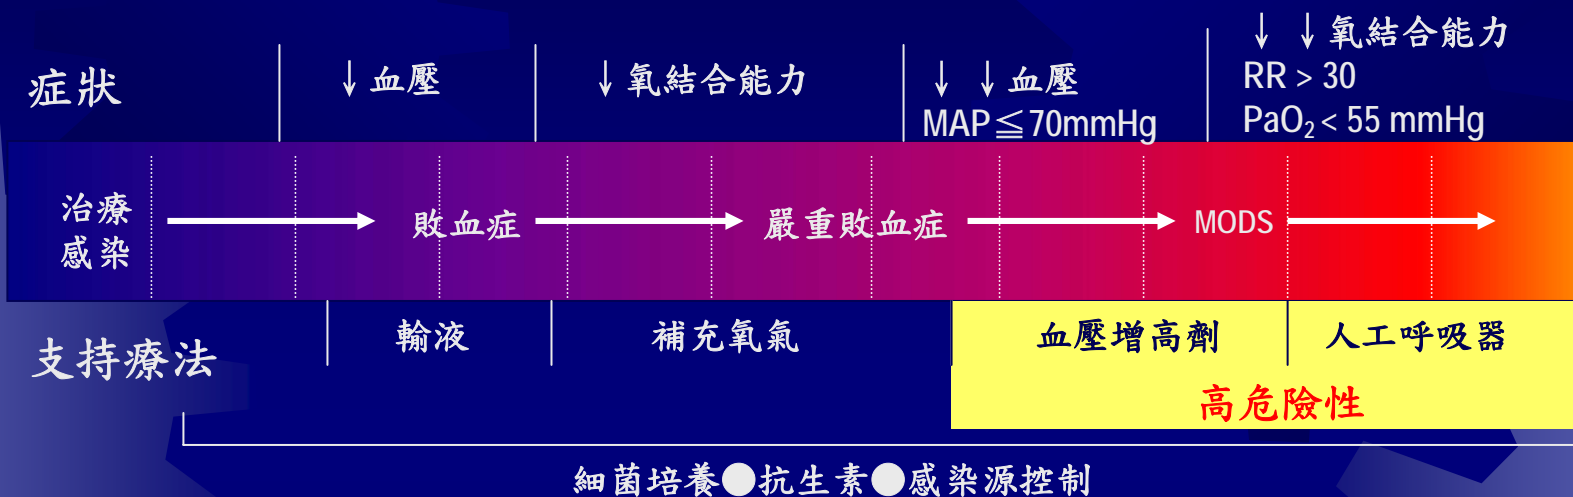 症狀
↓血壓
↓氧結合能力
↓ ↓血壓
MAP≦70mmHg
↓ ↓氧結合能力
RR > 30
PaO₂ < 55 mmHg
治療
感染
敗血症
嚴重敗血症
MODS
支持療法
輸液
補充氧氣
血壓增高劑
人工呼吸器
高危險性
細菌培養●抗生素●感染源控制